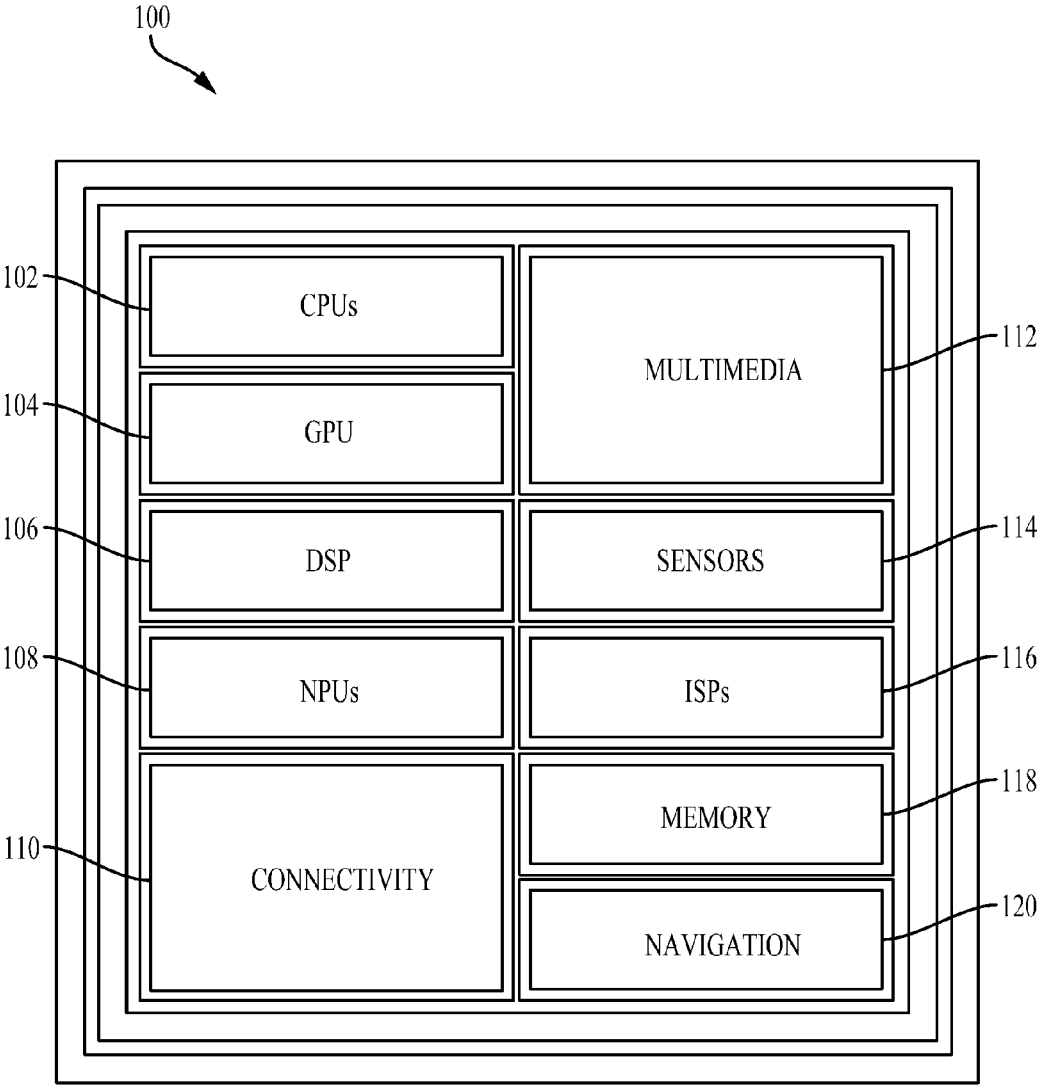 100
102
CPUs
MULTIMEDIA
112
104
GPU
106
DSP
SENSORS
114
108
NPUs
ISPs
116
110
CONNECTIVITY
MEMORY
118
NAVIGATION
120